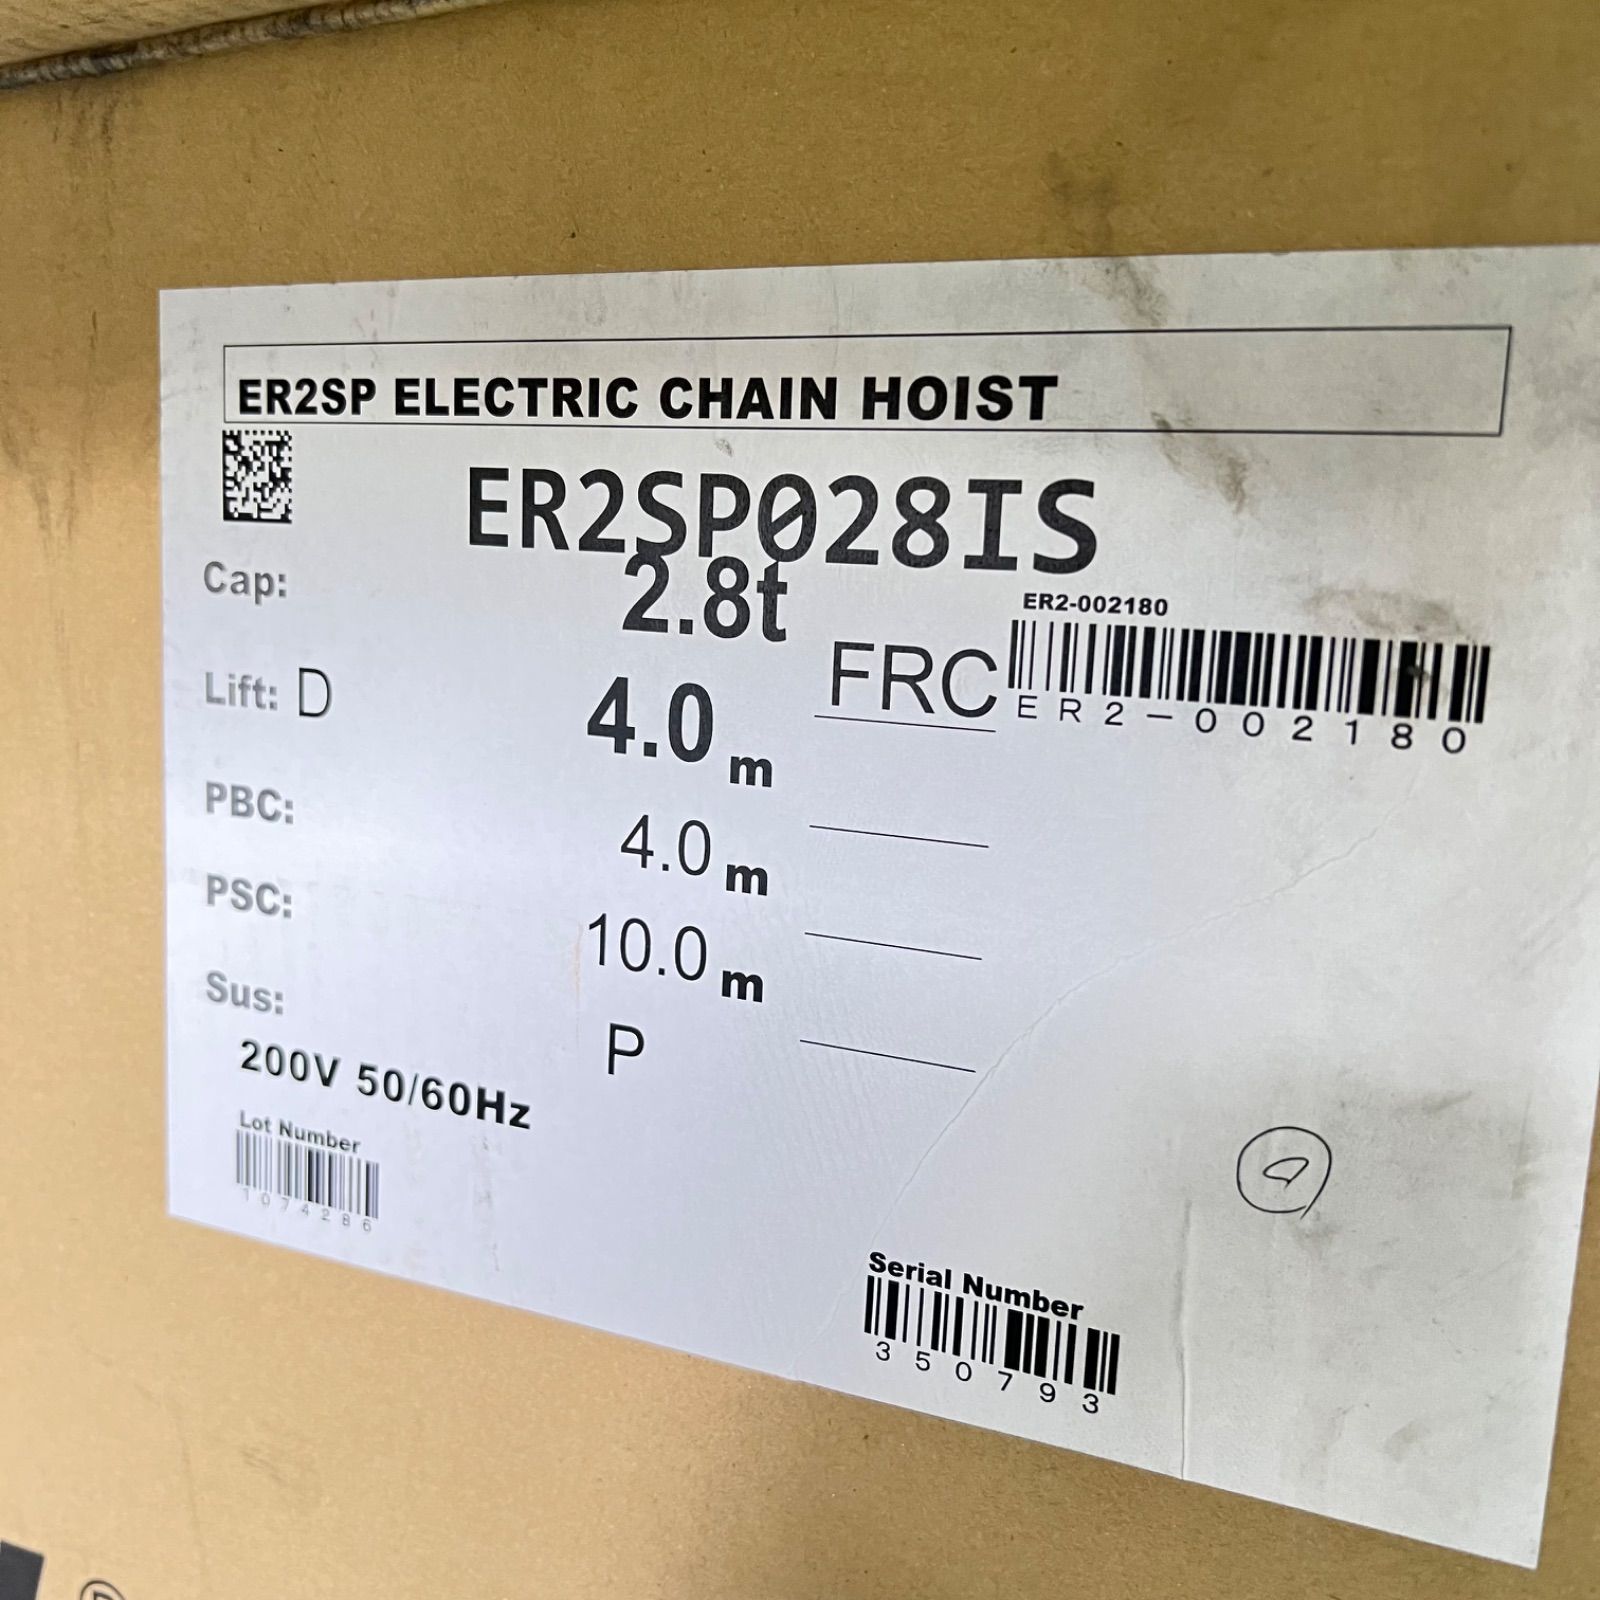 ER2SP ELECTRIC CHAIN HOIST
ER2SP028IS
Cap: 2.8t
ER2-002180
Lift: D 4.0 m FRC
ER2-002180
PBC: 4.0 m
PSC: 10.0 m
Sus: P
200V 50/60Hz
Lot Number
1074286
Serial Number
350793